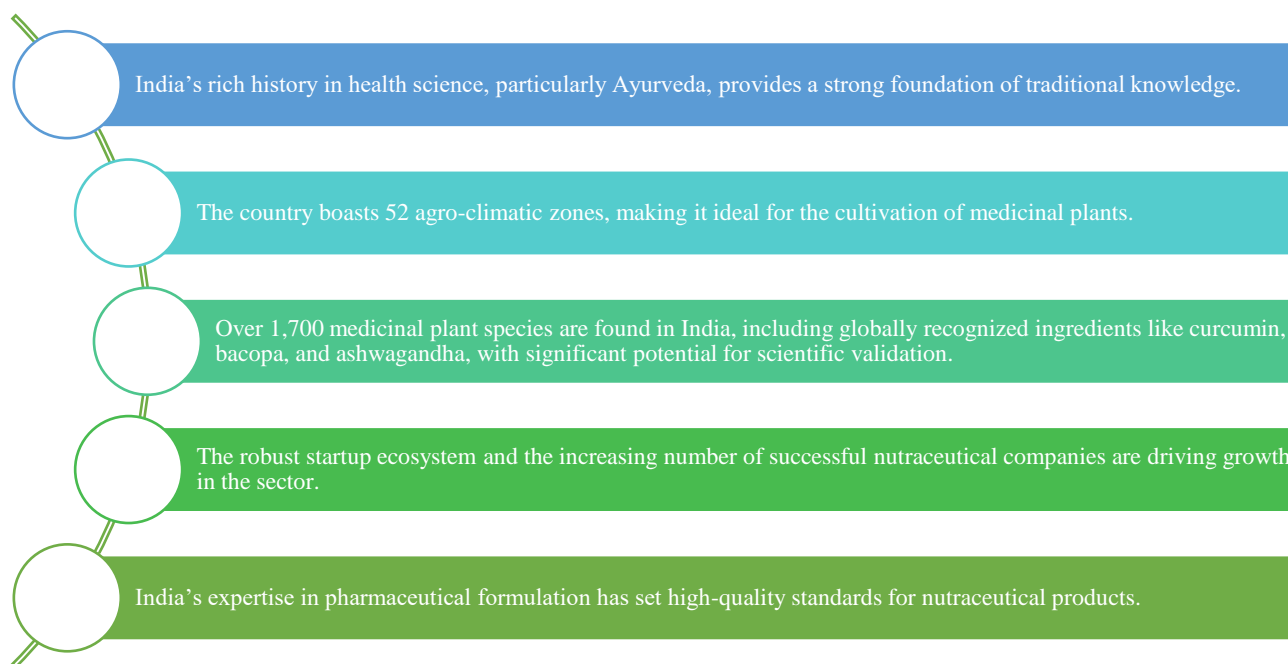 India’s rich history in health science, particularly Ayurveda, provides a strong foundation of traditional knowledge.
The country boasts 52 agro-climatic zones, making it ideal for the cultivation of medicinal plants.
Over 1,700 medicinal plant species are found in India, including globally recognized ingredients like curcumin,
bacopa, and ashwagandha, with significant potential for scientific validation.
The robust startup ecosystem and the increasing number of successful nutraceutical companies are driving growth
in the sector.
India’s expertise in pharmaceutical formulation has set high-quality standards for nutraceutical products.